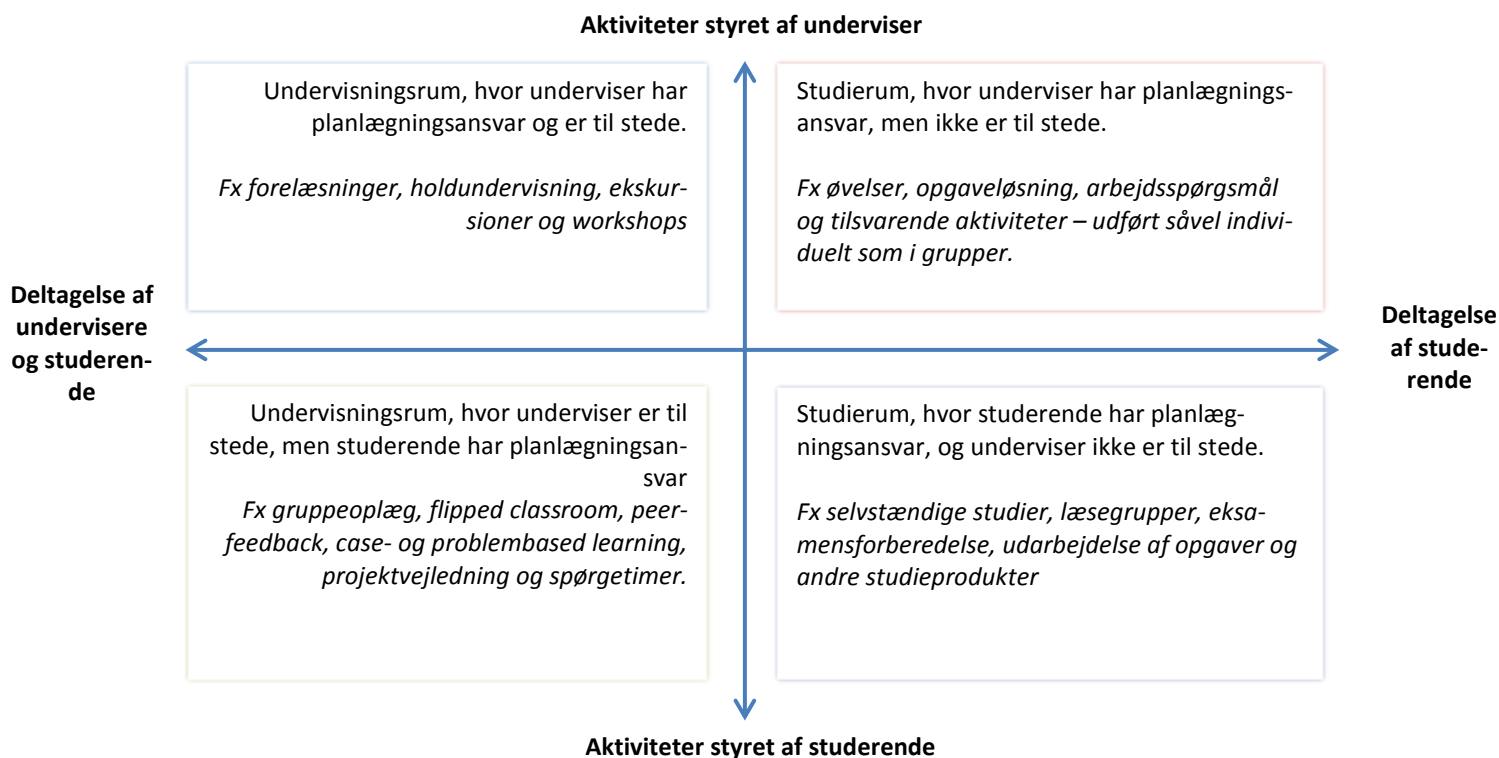 Aktiviteter styret af underviser
Undervisningsrum, hvor underviser har
planlægningsansvar og er til stede.
Fx forelæsninger, holdundervisning, ekskur-
sioner og workshops
Studierum, hvor underviser har planlægnings-
ansvar, men ikke er til stede.
Fx øvelser, opgaveløsning, arbejdsspørgsmål
og tilsvarende aktiviteter – udført såvel indivi-
duelt som i grupper.
Deltagelse af
undervisere
og studeren-
de
Deltagelse
af stude-
rende
Undervisningsrum, hvor underviser er til
stede, men studerende har planlægningsan-
svar
Fx gruppeoplæg, flipped classroom, peer-
feedback, case- og problembased learning,
projektvejledning og spørgetimer.
Studierum, hvor studerende har planlæg-
ningsansvar, og underviser ikke er til stede.
Fx selvstændige studier, læsegrupper, eksa-
mensforberedelse, udarbejdelse af opgaver og
andre studieprodukter
Aktiviteter styret af studerende